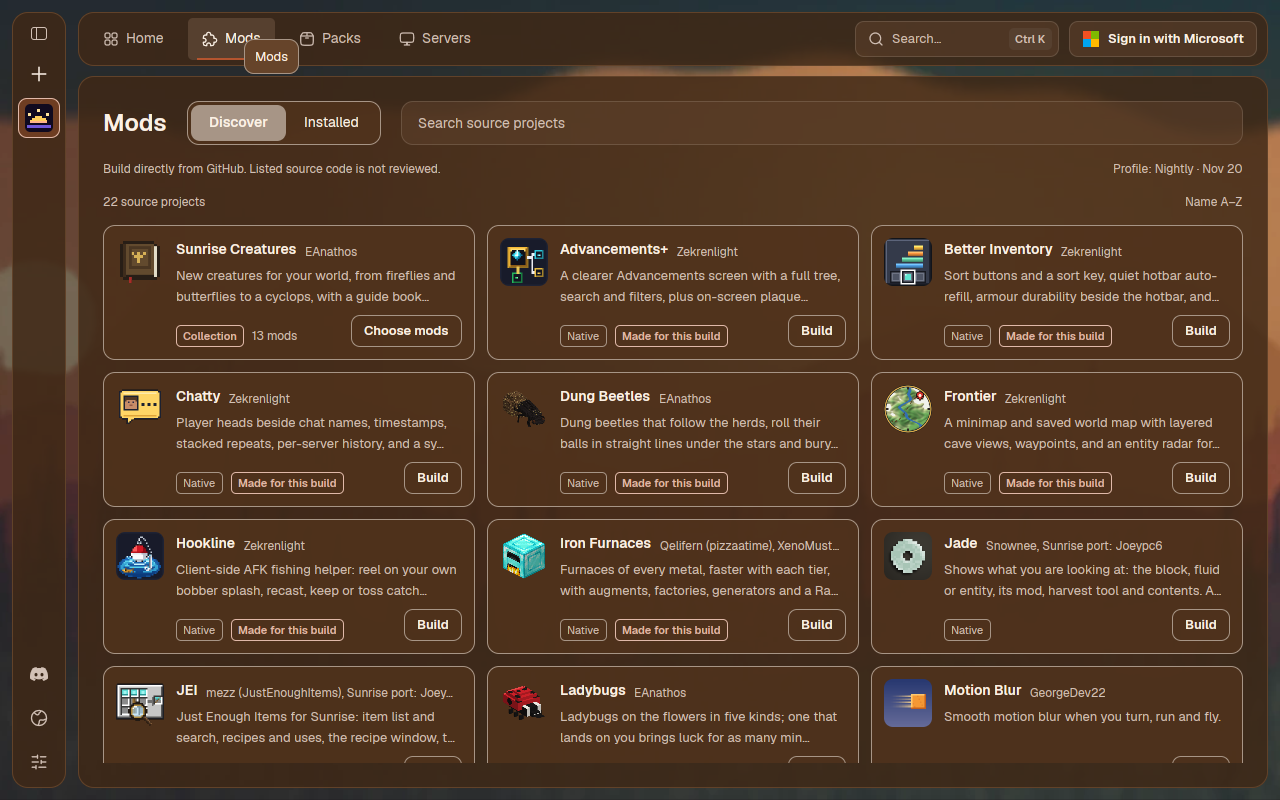 Home
Mods
Packs
Servers
Search...
Ctrl K
Sign in with Microsoft
Mods
Mods
Discover
Installed
Search source projects
Build directly from GitHub. Listed source code is not reviewed.
Profile: Nightly · Nov 20
22 source projects
Name A–Z
Sunrise Creatures EAnathos
New creatures for your world, from fireflies and
butterflies to a cyclops, with a guide book…
Collection 13 mods
Choose mods
Advancements+ Zekrenlight
A clearer Advancements screen with a full tree,
search and filters, plus on-screen plaque…
Native Made for this build
Build
Better Inventory Zekrenlight
Sort buttons and a sort key, quiet hotbar auto-
refill, armour durability beside the hotbar, and…
Native Made for this build
Build
Chatty Zekrenlight
Player heads beside chat names, timestamps,
stacked repeats, per-server history, and a sy…
Native Made for this build
Build
Dung Beetles EAnathos
Dung beetles that follow the herds, roll their
balls in straight lines under the stars and bury…
Native Made for this build
Build
Frontier Zekrenlight
A minimap and saved world map with layered
cave views, waypoints, and an entity radar for…
Native Made for this build
Build
Hookline Zekrenlight
Client-side AFK fishing helper: reel on your own
bobber splash, recast, keep or toss catch…
Native Made for this build
Build
Iron Furnaces Qelifern (pizzaatime), XenoMust…
Furnaces of every metal, faster with each tier,
with augments, factories, generators and a Ra…
Native Made for this build
Build
Jade Snownee, Sunrise port: Joeypc6
Shows what you are looking at: the block, fluid
or entity, its mod, harvest tool and contents. A…
Native
Build
JEI mezz (JustEnoughItems), Sunrise port: Joey…
Just Enough Items for Sunrise: item list and
search, recipes and uses, the recipe window, t…
Ladybugs EAnathos
Ladybugs on the flowers in five kinds; one that
lands on you brings luck for as many min…
Motion Blur GeorgeDev22
Smooth motion blur when you turn, run and fly.